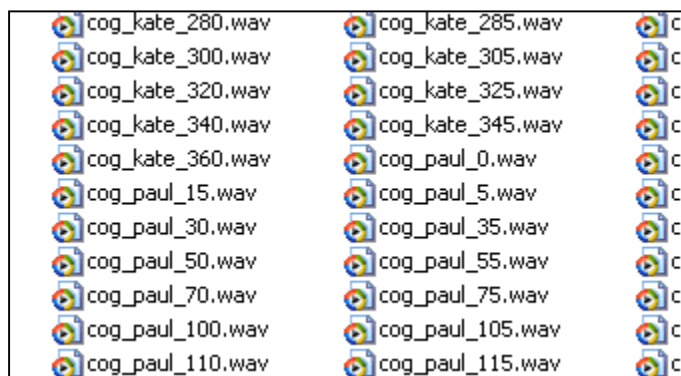 cog_kate_280.wav cog_kate_285.wav c
cog_kate_300.wav cog_kate_305.wav c
cog_kate_320.wav cog_kate_325.wav c
cog_kate_340.wav cog_kate_345.wav c
cog_kate_360.wav cog_paul_0.wav c
cog_paul_15.wav cog_paul_5.wav c
cog_paul_30.wav cog_paul_35.wav c
cog_paul_50.wav cog_paul_55.wav c
cog_paul_70.wav cog_paul_75.wav c
cog_paul_100.wav cog_paul_105.wav c
cog_paul_110.wav cog_paul_115.wav c